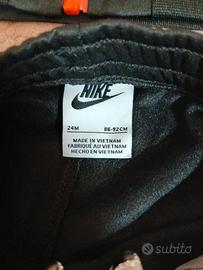 NIKE
24M 86-92CM
MADE IN VIETNAM
FABRIQUÉ AU VIETNAM
HECHO EN VIETNAM
subito